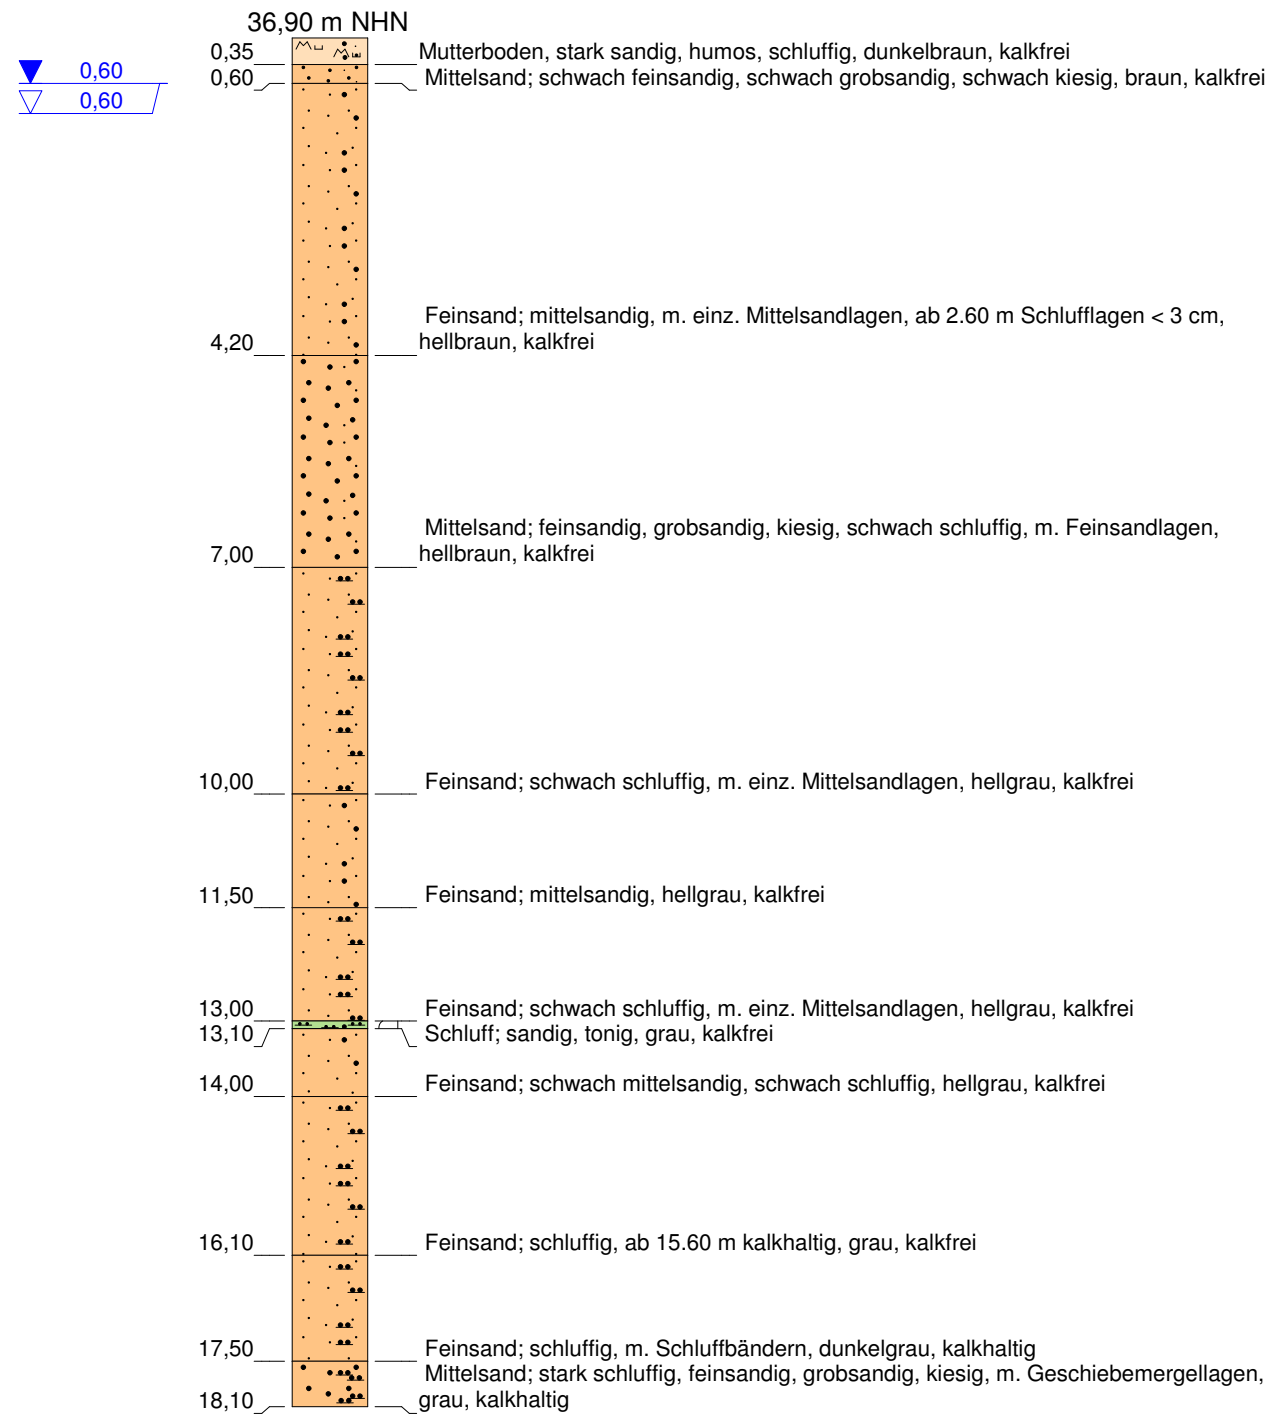 36,90 m NHN
0,35 Mutterboden, stark sandig, humos, schluffig, dunkelbraun, kalkfrei
0,60
0,60 Mittelsand; schwach feinsandig, schwach grobsandig, schwach kiesig, braun, kalkfrei
0,60
Feinsand; mittelsandig, m. einz. Mittelsandlagen, ab 2.60 m Schlufflagen < 3 cm,
4,20 hellbraun, kalkfrei
Mittelsand; feinsandig, grobsandig, kiesig, schwach schluffig, m. Feinsandlagen,
7,00 hellbraun, kalkfrei
10,00 Feinsand; schwach schluffig, m. einz. Mittelsandlagen, hellgrau, kalkfrei
11,50 Feinsand; mittelsandig, hellgrau, kalkfrei
13,00 Feinsand; schwach schluffig, m. einz. Mittelsandlagen, hellgrau, kalkfrei
13,10 Schluff; sandig, tonig, grau, kalkfrei
14,00 Feinsand; schwach mittelsandig, schwach schluffig, hellgrau, kalkfrei
16,10 Feinsand; schluffig, ab 15.60 m kalkhaltig, grau, kalkfrei
17,50 Feinsand; schluffig, m. Schluffbändern, dunkelgrau, kalkhaltig
Mittelsand; stark schluffig, feinsandig, grobsandig, kiesig, m. Geschiebemergellagen,
18,10 grau, kalkhaltig